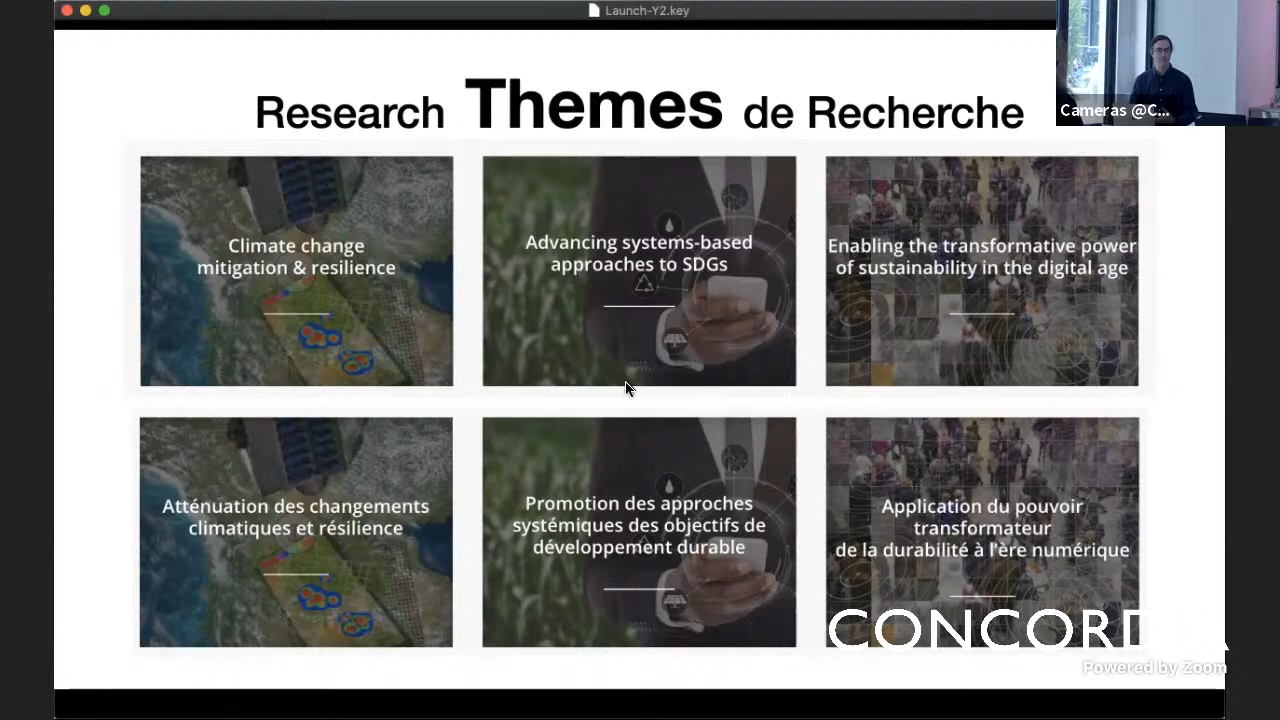 Launch-Y2.key
Cameras @C...
Research Themes de Recherche
Climate change
mitigation & resilience
Advancing systems-based
approaches to SDGs
Enabling the transformative power
of sustainability in the digital age
Atténuation des changements
climatiques et résilience
Promotion des approches
systémiques des objectifs de
développement durable
Application du pouvoir
transformateur
de la durabilité à l'ère numérique
CONCORDIA
Powered by Zoom